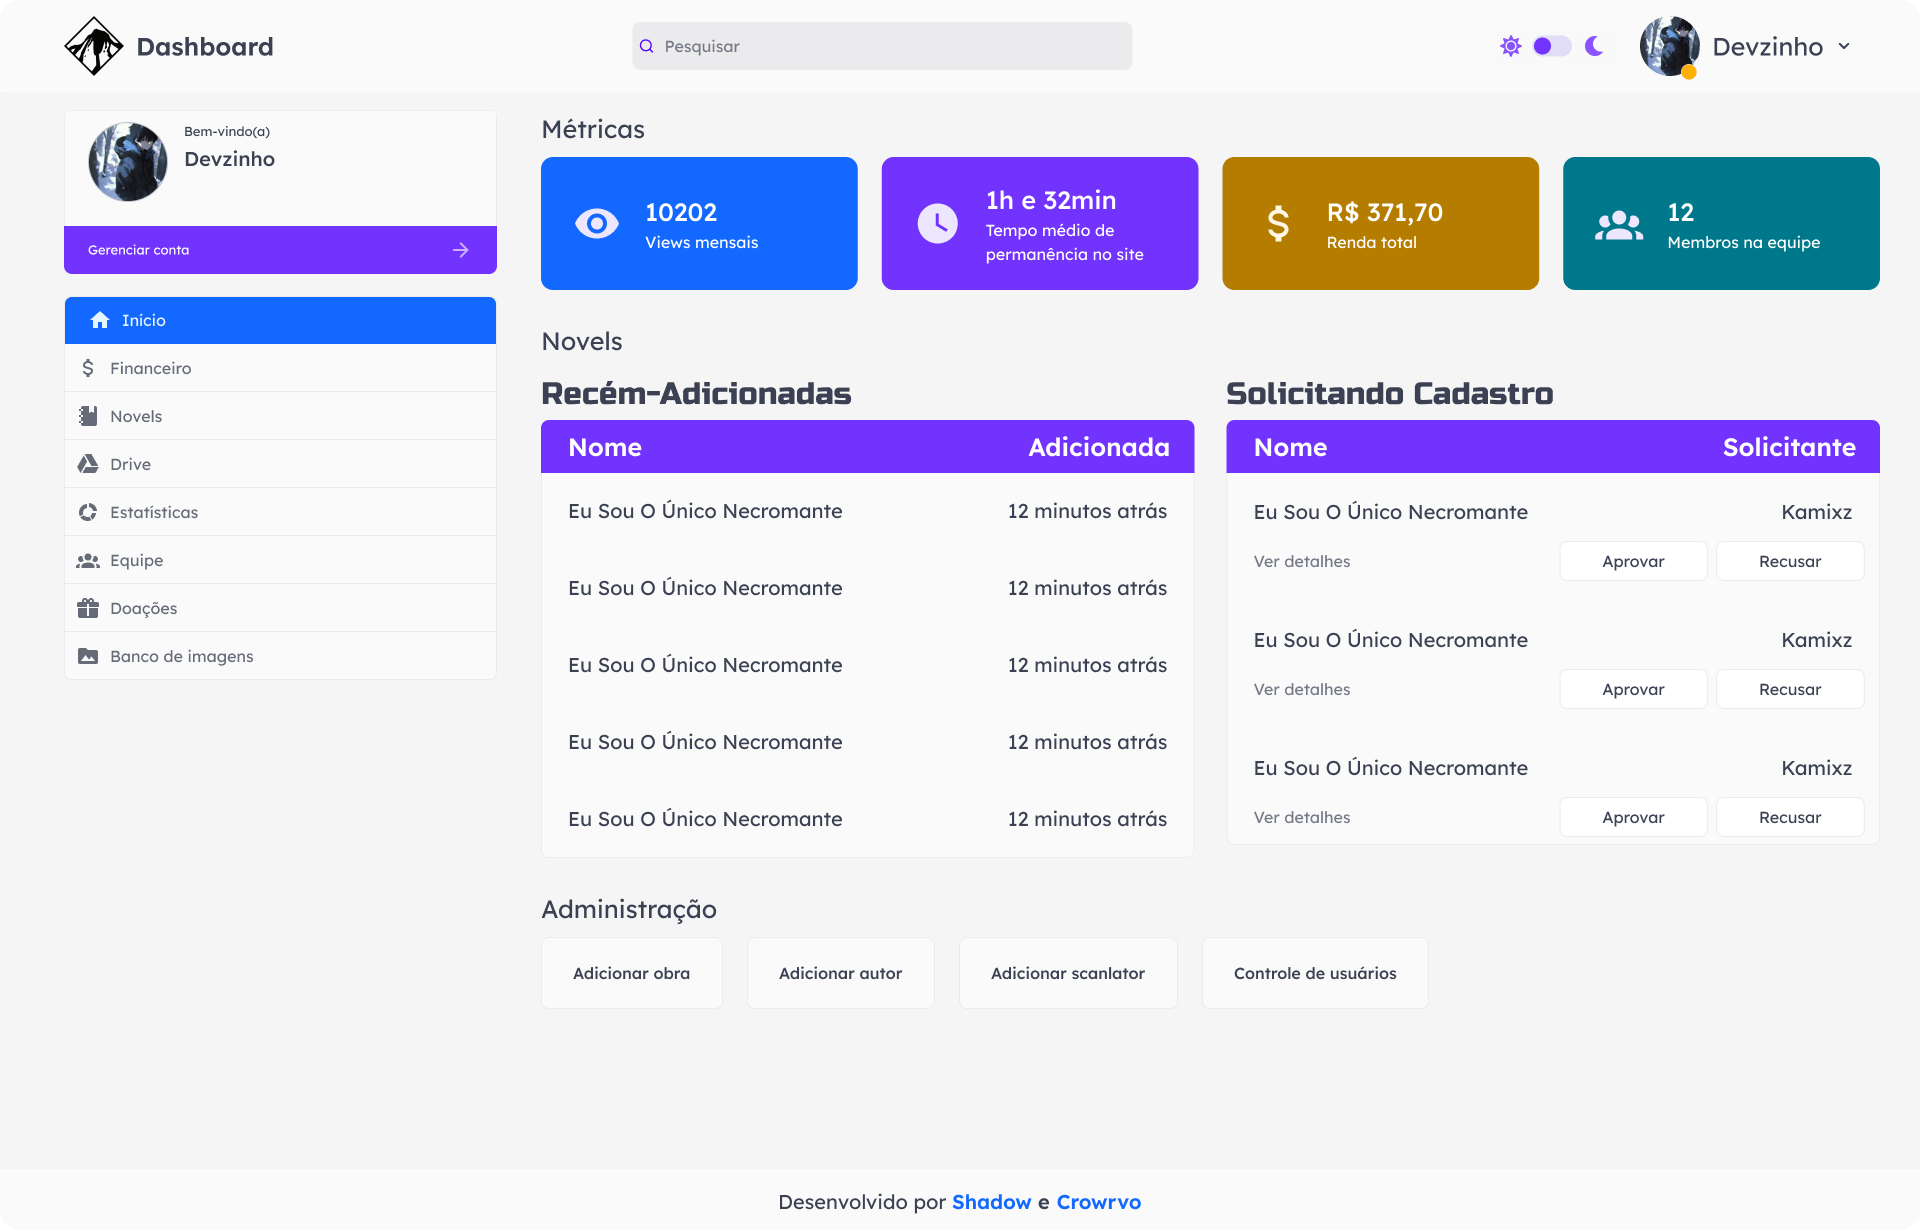 Dashboard
Pesquisar
Devzinho
Bem-vindo(a)
Devzinho
Gerenciar conta
Início
Financeiro
Novels
Drive
Estatísticas
Equipe
Doações
Banco de imagens
Métricas
10202
Views mensais
1h e 32min
Tempo médio de
permanência no site
R$ 371,70
Renda total
12
Membros na equipe
Novels
Recém-Adicionadas
Nome Adicionada
Eu Sou O Único Necromante 12 minutos atrás
Eu Sou O Único Necromante 12 minutos atrás
Eu Sou O Único Necromante 12 minutos atrás
Eu Sou O Único Necromante 12 minutos atrás
Eu Sou O Único Necromante 12 minutos atrás
Solicitando Cadastro
Nome Solicitante
Eu Sou O Único Necromante Kamixz
Ver detalhes Aprovar Recusar
Eu Sou O Único Necromante Kamixz
Ver detalhes Aprovar Recusar
Eu Sou O Único Necromante Kamixz
Ver detalhes Aprovar Recusar
Administração
Adicionar obra
Adicionar autor
Adicionar scanlator
Controle de usuários
Desenvolvido por Shadow e Crowrvo